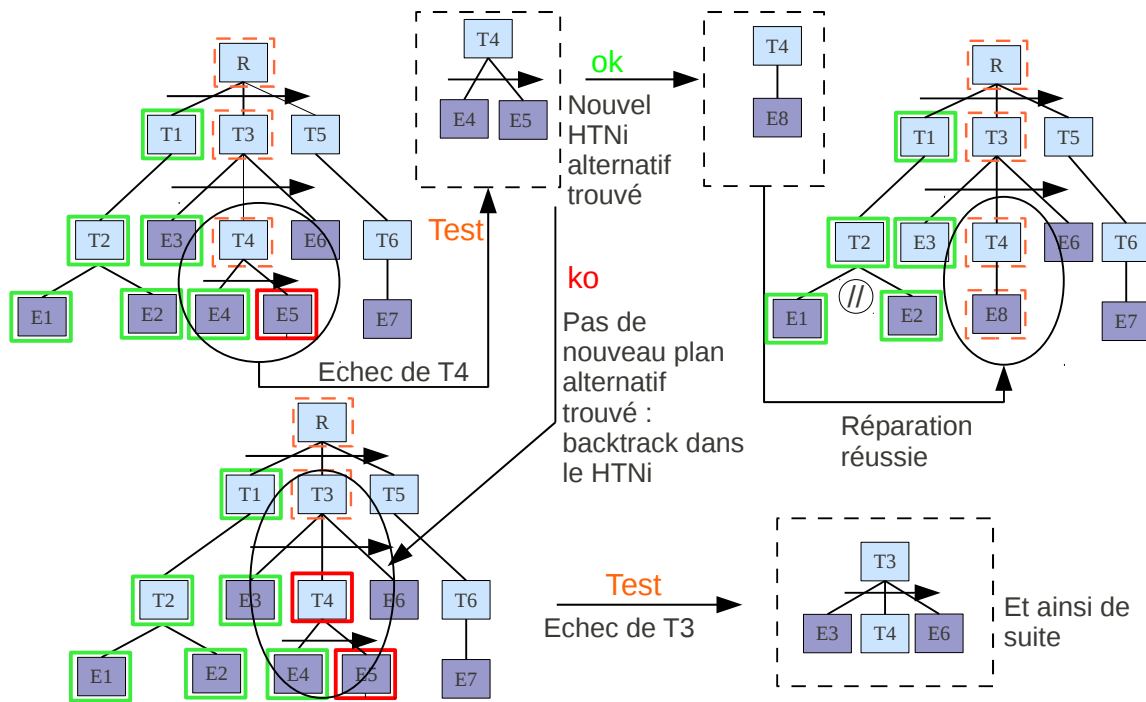 R
T1
T3
T5
T2
E3
T4
E6
T6
E1
E2
E4
E5
E7
Echec de T4
Test
T4
E4
E5
ok
Nouvel
HTNi
alternatif
trouvé
T4
E8
ko
Pas de
nouveau plan
alternatif
trouvé :
backtrack dans
le HTNi
R
T1
T3
T5
T2
E3
T4
E6
T6
//
E1
E2
E8
E7
Réparation
réussie
R
T1
T3
T5
T2
E3
T4
E6
T6
E1
E2
E4
E5
E7
Test
Echec de T3
T3
E3
T4
E6
Et ainsi de
suite